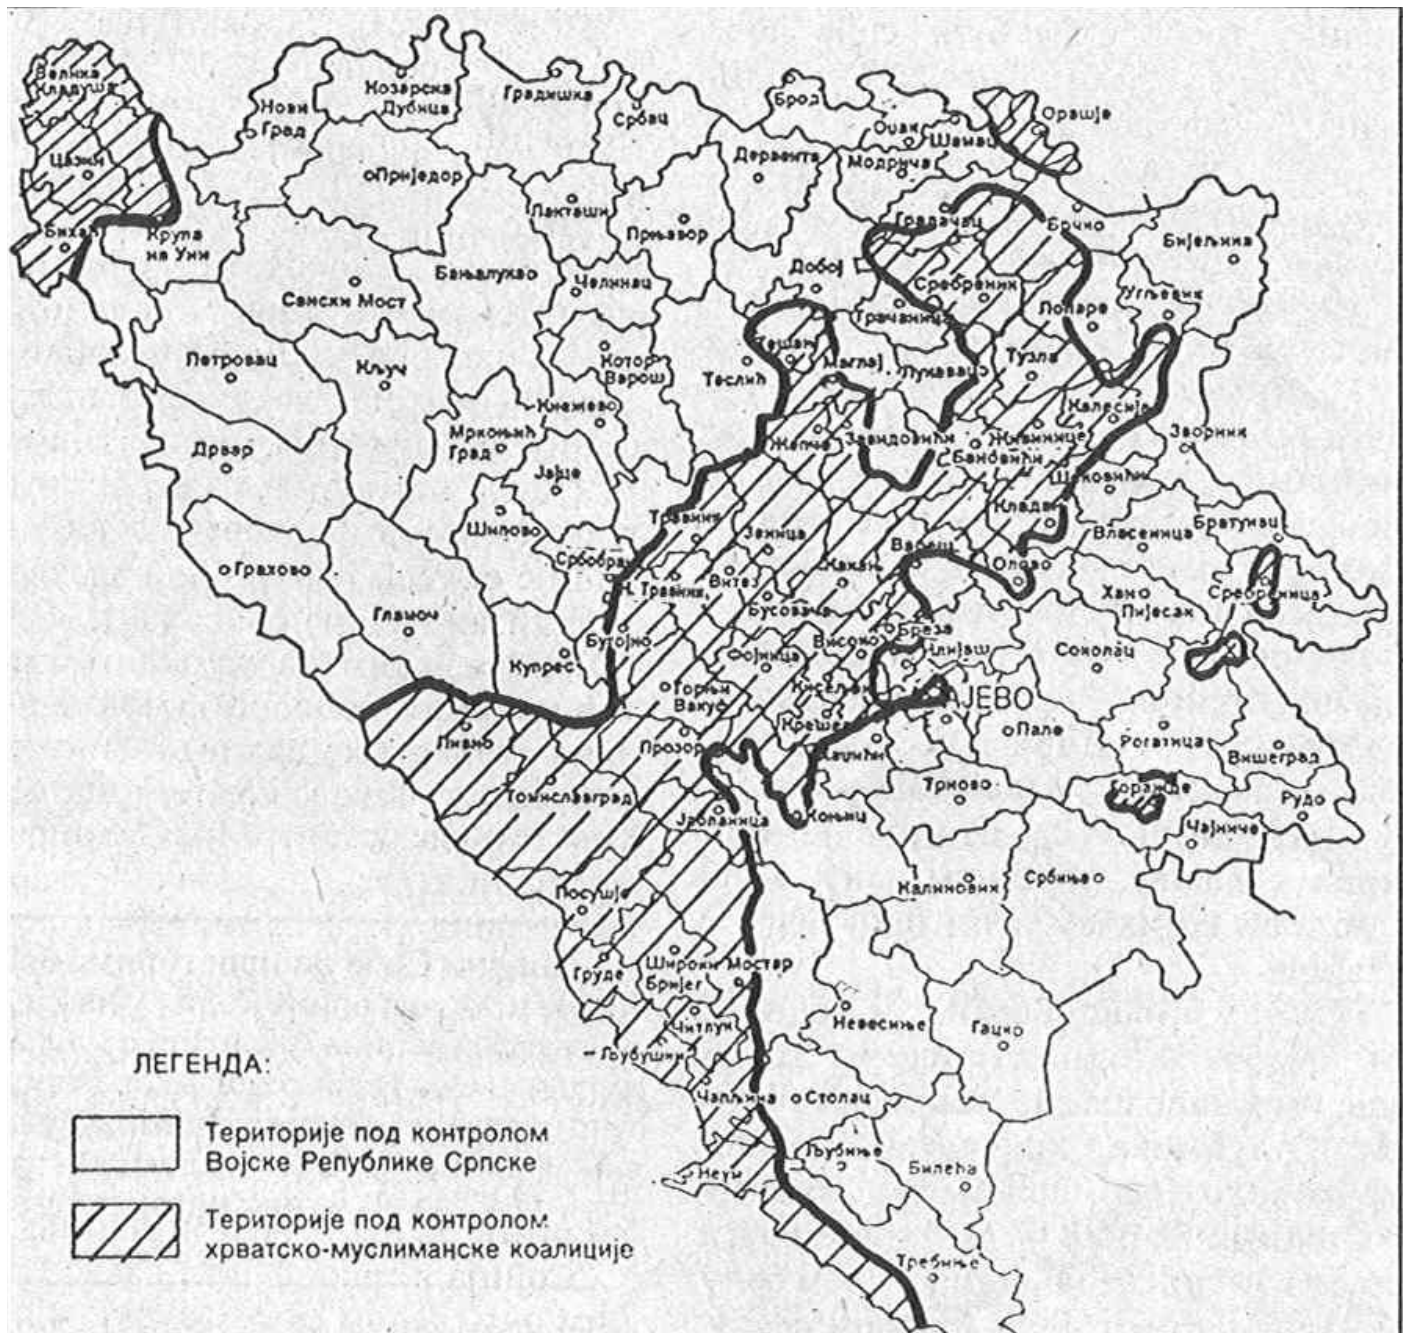 Велика
Кладуша
Цазин
Бихаћ
Крупа
на Уни
Нови
Град
Козарска
Дубица
Градишка
Србац
Брод
Оџак
Шамац
Орашје
Приједор
Лакташи
Прњавор
Дервента
Модрича
Градачац
Брчко
Бијељина
Сански Мост
Бањалука
Челинац
Добој
Сребреник
Грачаница
Лопаре
Угљевик
Петровац
Кључ
Котор
Варош
Теслић
Тешањ
Маглај
Лукавац
Тузла
Калесија
Кнежево
Мркоњић
Град
Дрвар
Јајце
Жепче
Завидовићи
Бановићи
Живинице
Зворник
Шековићи
Шипово
Травник
Зеница
Вареш
Кладањ
Власеница
Братунац
Србобран
Н. Травник
Витез
Какањ
Олово
Хан
Пијесак
Сребреница
Грахово
Гламоч
Бусовача
Бугојно
Купрес
Фојница
Високо
Бреза
Илијаш
Соколац
Горњи
Вакуф
Кисељак
ЈЕВО
Крешев
Пале
Рогатица
Вишеград
Ливно
Прозор
Хаџићи
Томиславград
Јабланица
Коњиц
Трново
Горажде
Рудо
Чајниче
Посушје
Калиновик
Србиње
Груде
Широки
Бријег
Мостар
Читлук
Љубушки
Невесиње
Гацко
Чапљина
Столац
Љубиње
Билећа
Неум
Требиње
ЛЕГЕНДА:
Територије под контролом
Војске Републике Српске
Територије под контролом
хрватско-муслиманске коалиције